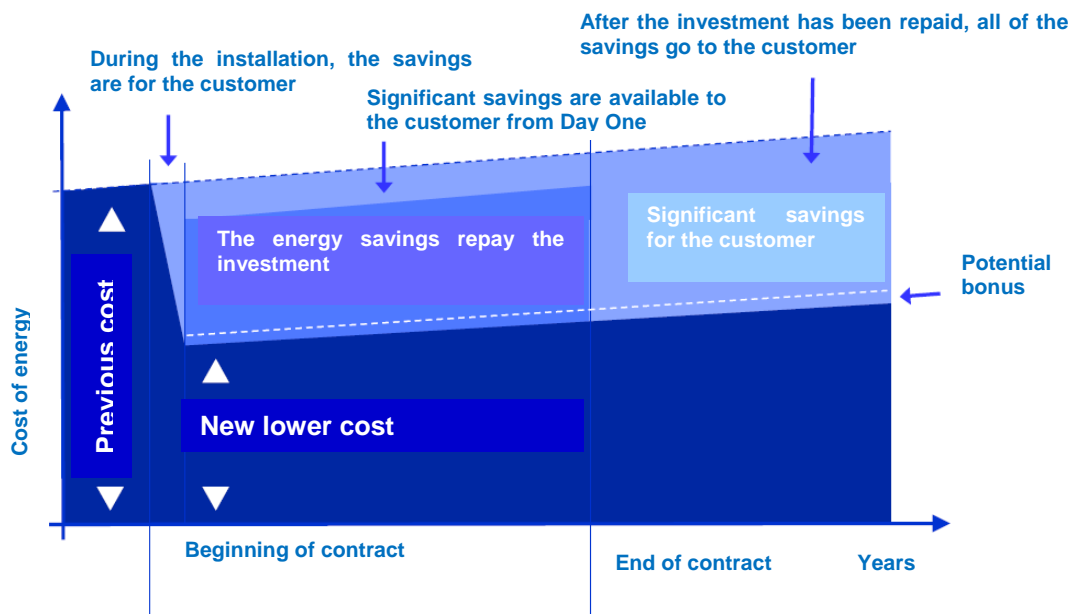 After the investment has been repaid, all of the
savings go to the customer
During the installation, the savings
are for the customer
Significant savings are available to
the customer from Day One
The energy savings repay the
investment
Significant savings
for the customer
Potential
bonus
Cost of energy
Previous cost
New lower cost
Beginning of contract
End of contract
Years